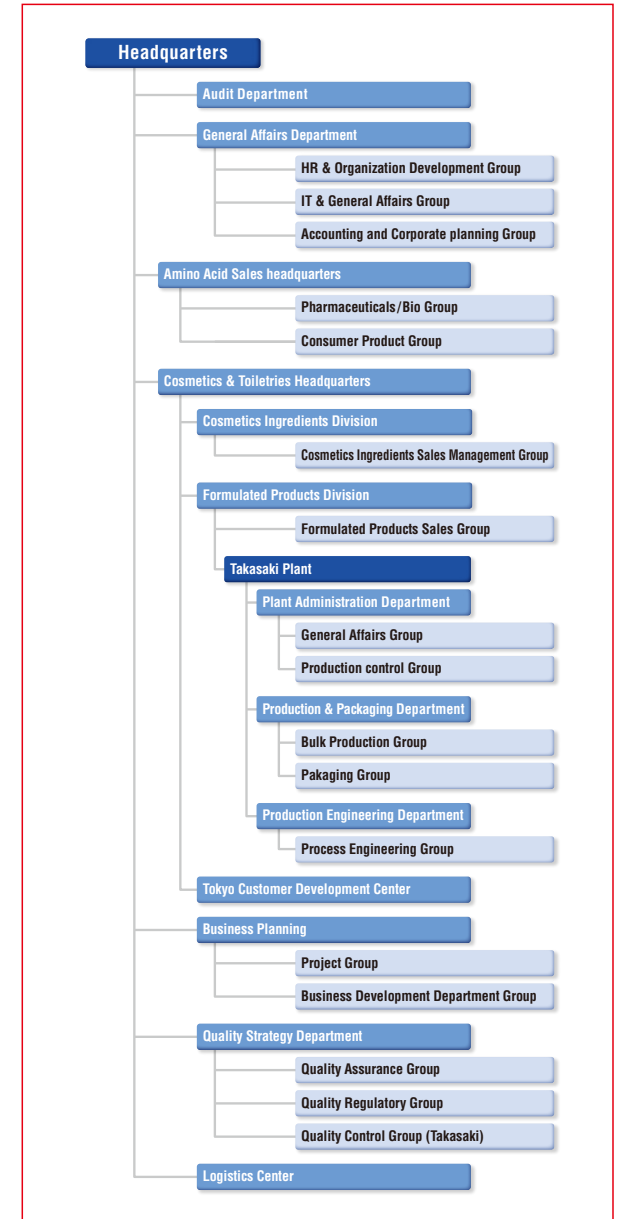 Headquarters
Audit Department
General Affairs Department
HR & Organization Development Group
IT & General Affairs Group
Accounting and Corporate planning Group
Amino Acid Sales headquarters
Pharmaceuticals/Bio Group
Consumer Product Group
Cosmetics & Toiletries Headquarters
Cosmetics Ingredients Division
Cosmetics Ingredients Sales Management Group
Formulated Products Division
Formulated Products Sales Group
Takasaki Plant
Plant Administration Department
General Affairs Group
Production control Group
Production & Packaging Department
Bulk Production Group
Pakaging Group
Production Engineering Department
Process Engineering Group
Tokyo Customer Development Center
Business Planning
Project Group
Business Development Department Group
Quality Strategy Department
Quality Assurance Group
Quality Regulatory Group
Quality Control Group (Takasaki)
Logistics Center